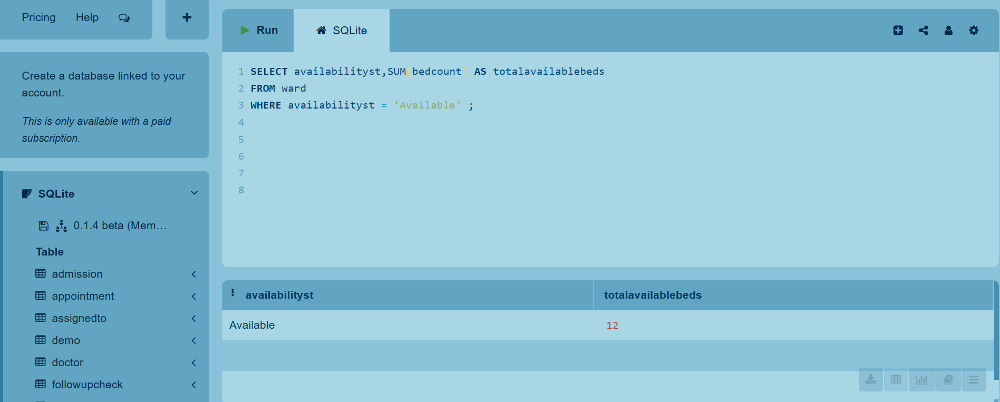 Pricing Help
Create a database linked to your
account.
This is only available with a paid
subscription.
SQLite
0.1.4 beta (Mem…
Table
admission
appointment
assignedto
demo
doctor
followupcheck
Run SQLite
1 SELECT availabilityst,SUM(bedcount) AS totalavailablebeds
2 FROM ward
3 WHERE availabilityst = 'Available' ;
4
5
6
7
8
availabilityst totalavailablebeds
Available 12